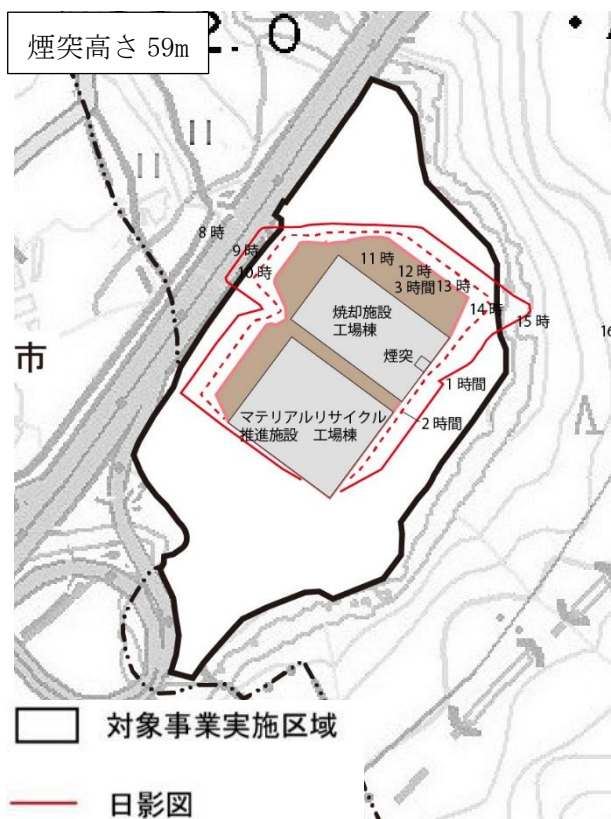 煙突高さ 59m
2.0
8時
9時
10時
11時
12時
3時間
13時
14時
15時
16
焼却施設
工場棟
煙突
1時間
2時間
マテリアルリサイクル
推進施設 工場棟
市
対象事業実施区域
日影図